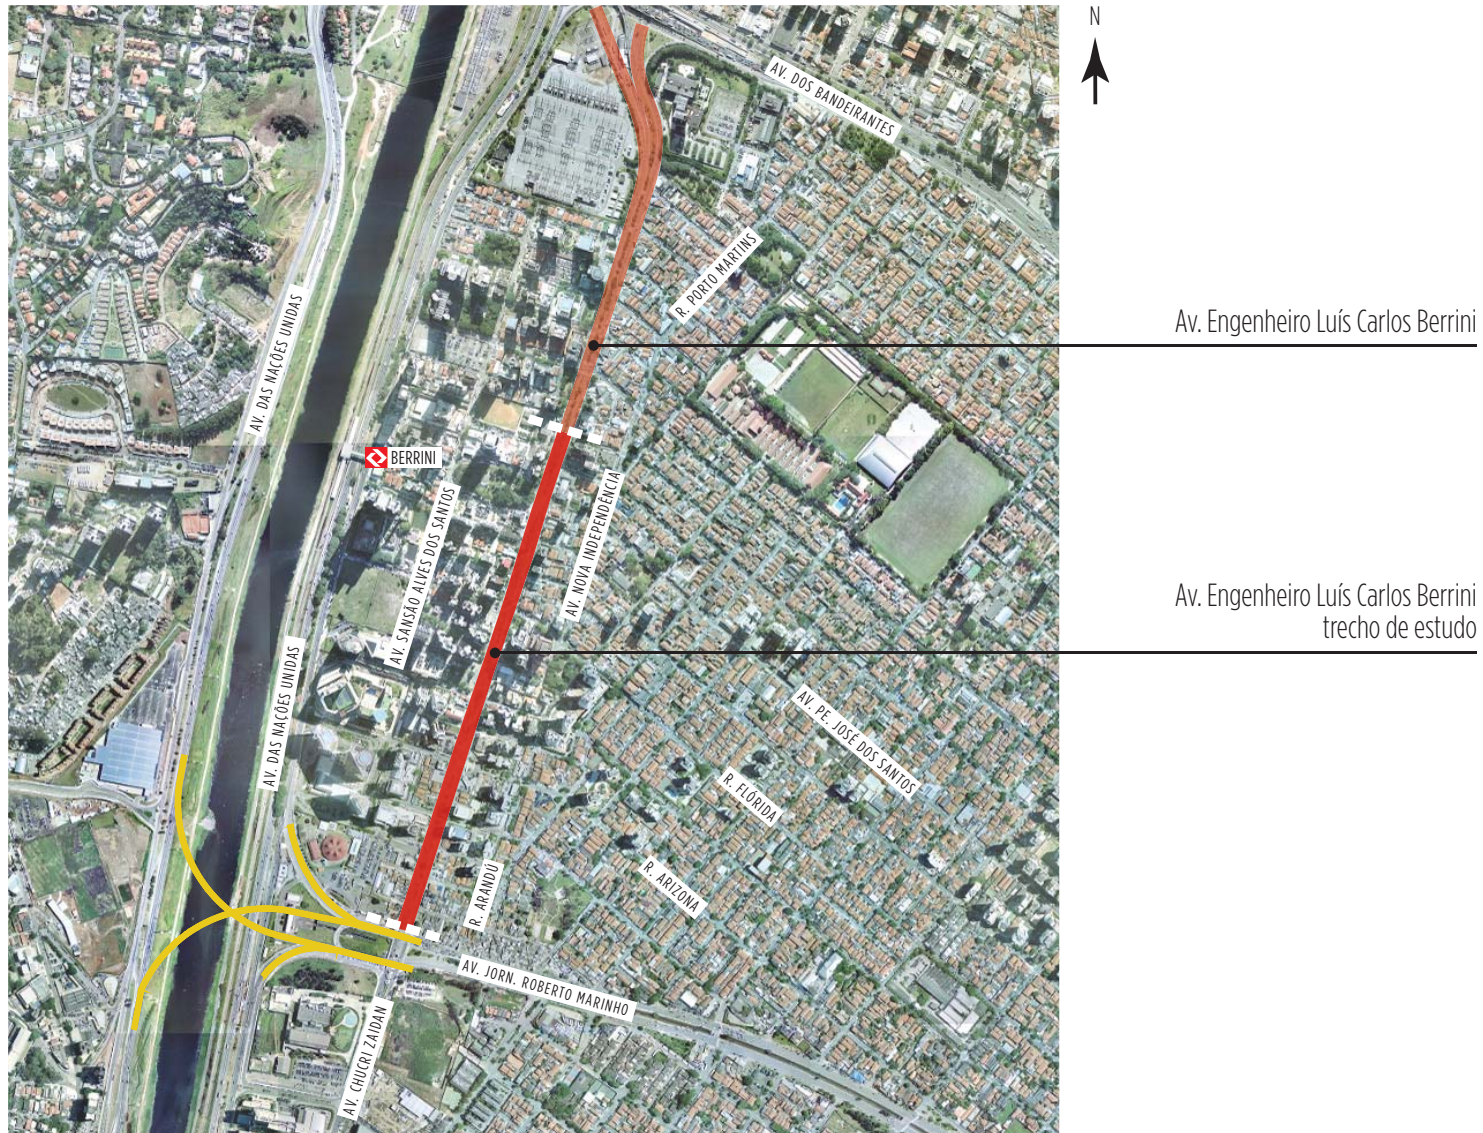 N
AV. DOS BANDEIRANTES
R. PORTO MARTINS
AV. DAS NAÇÕES UNIDAS
Av. Engenheiro Luís Carlos Berrini
BERRINI
AV. SANSÃO ALVES DOS SANTOS
AV. NOVA INDEPENDÊNCIA
Av. Engenheiro Luís Carlos Berrini
trecho de estudo
AV. DAS NAÇÕES UNIDAS
AV. PE. JOSÉ DOS SANTOS
R. FLÓRIDA
R. ARIZONA
R. ARANDÚ
AV. JORN. ROBERTO MARINHO
AV. CHUCRI ZAIDAN